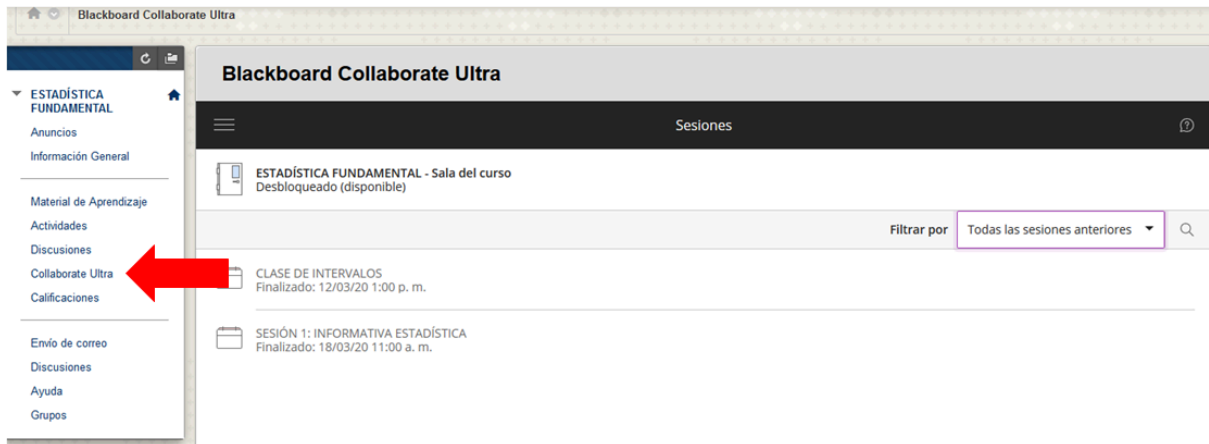 Blackboard Collaborate Ultra
ESTADÍSTICA
FUNDAMENTAL
Anuncios
Información General
Material de Aprendizaje
Actividades
Discusiones
Collaborate Ultra
Calificaciones
Envío de correo
Discusiones
Ayuda
Grupos
Blackboard Collaborate Ultra
Sesiones
ESTADÍSTICA FUNDAMENTAL - Sala del curso
Desbloqueado (disponible)
Filtrar por Todas las sesiones anteriores
CLASE DE INTERVALOS
Finalizado: 12/03/20 1:00 p. m.
SESIÓN 1: INFORMATIVA ESTADÍSTICA
Finalizado: 18/03/20 11:00 a. m.